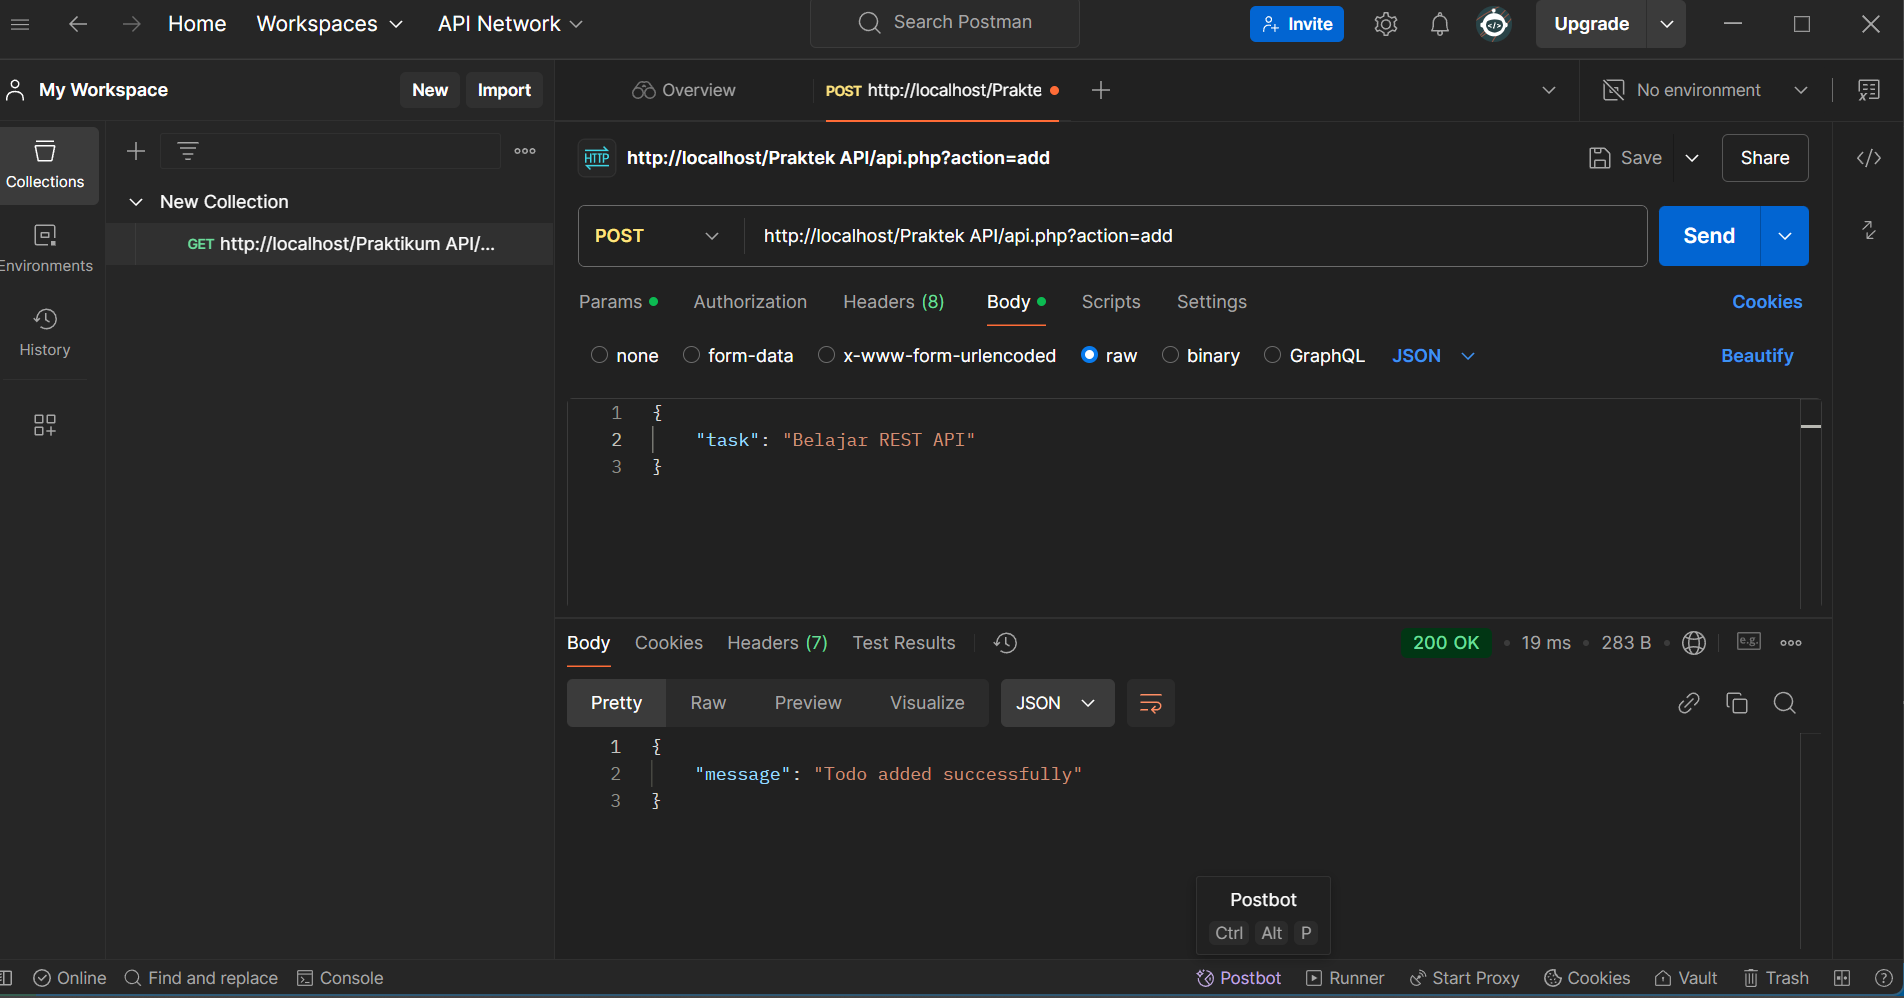 Home Workspaces API Network Search Postman Invite Upgrade
My Workspace New Import Overview POST http://localhost/Prakte No environment
Collections
HTTP http://localhost/Praktek API/api.php?action=add Save Share
New Collection
GET http://localhost/Praktikum API/...
POST http://localhost/Praktek API/api.php?action=add Send
Environments
Params Authorization Headers (8) Body Scripts Settings Cookies
History
none form-data x-www-form-urlencoded raw binary GraphQL JSON Beautify
1 {
2 "task": "Belajar REST API"
3 }
Body Cookies Headers (7) Test Results 200 OK 19 ms 283 B e.g.
Pretty Raw Preview Visualize JSON
1 {
2 "message": "Todo added successfully"
3 }
Postbot
Ctrl Alt P
Online Find and replace Console Postbot Runner Start Proxy Cookies Vault Trash